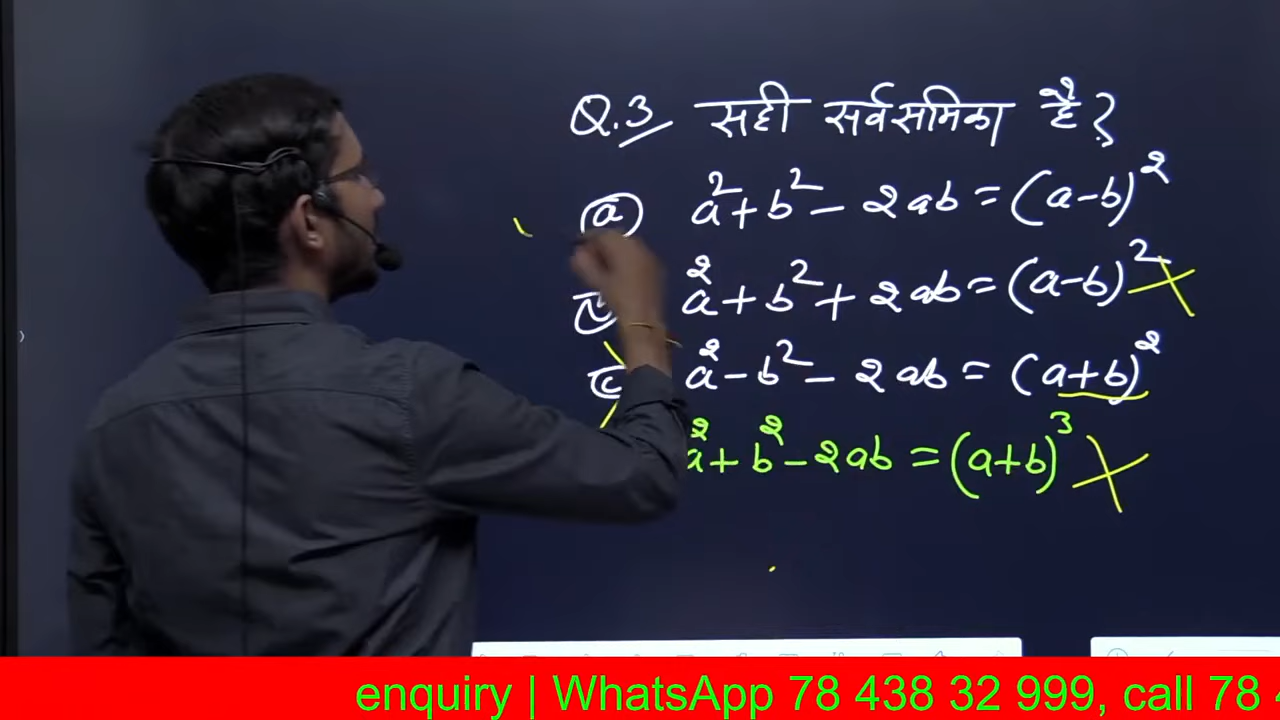 Q.3 सही सर्वसमिका है?
(a) a²+b²-2ab=(a-b)²
a²+b²+2ab=(a-b)²
(c) a²-b²-2ab=(a+b)²
a²+b²-2ab=(a+b)³
enquiry | WhatsApp 78 438 32 999, call 78